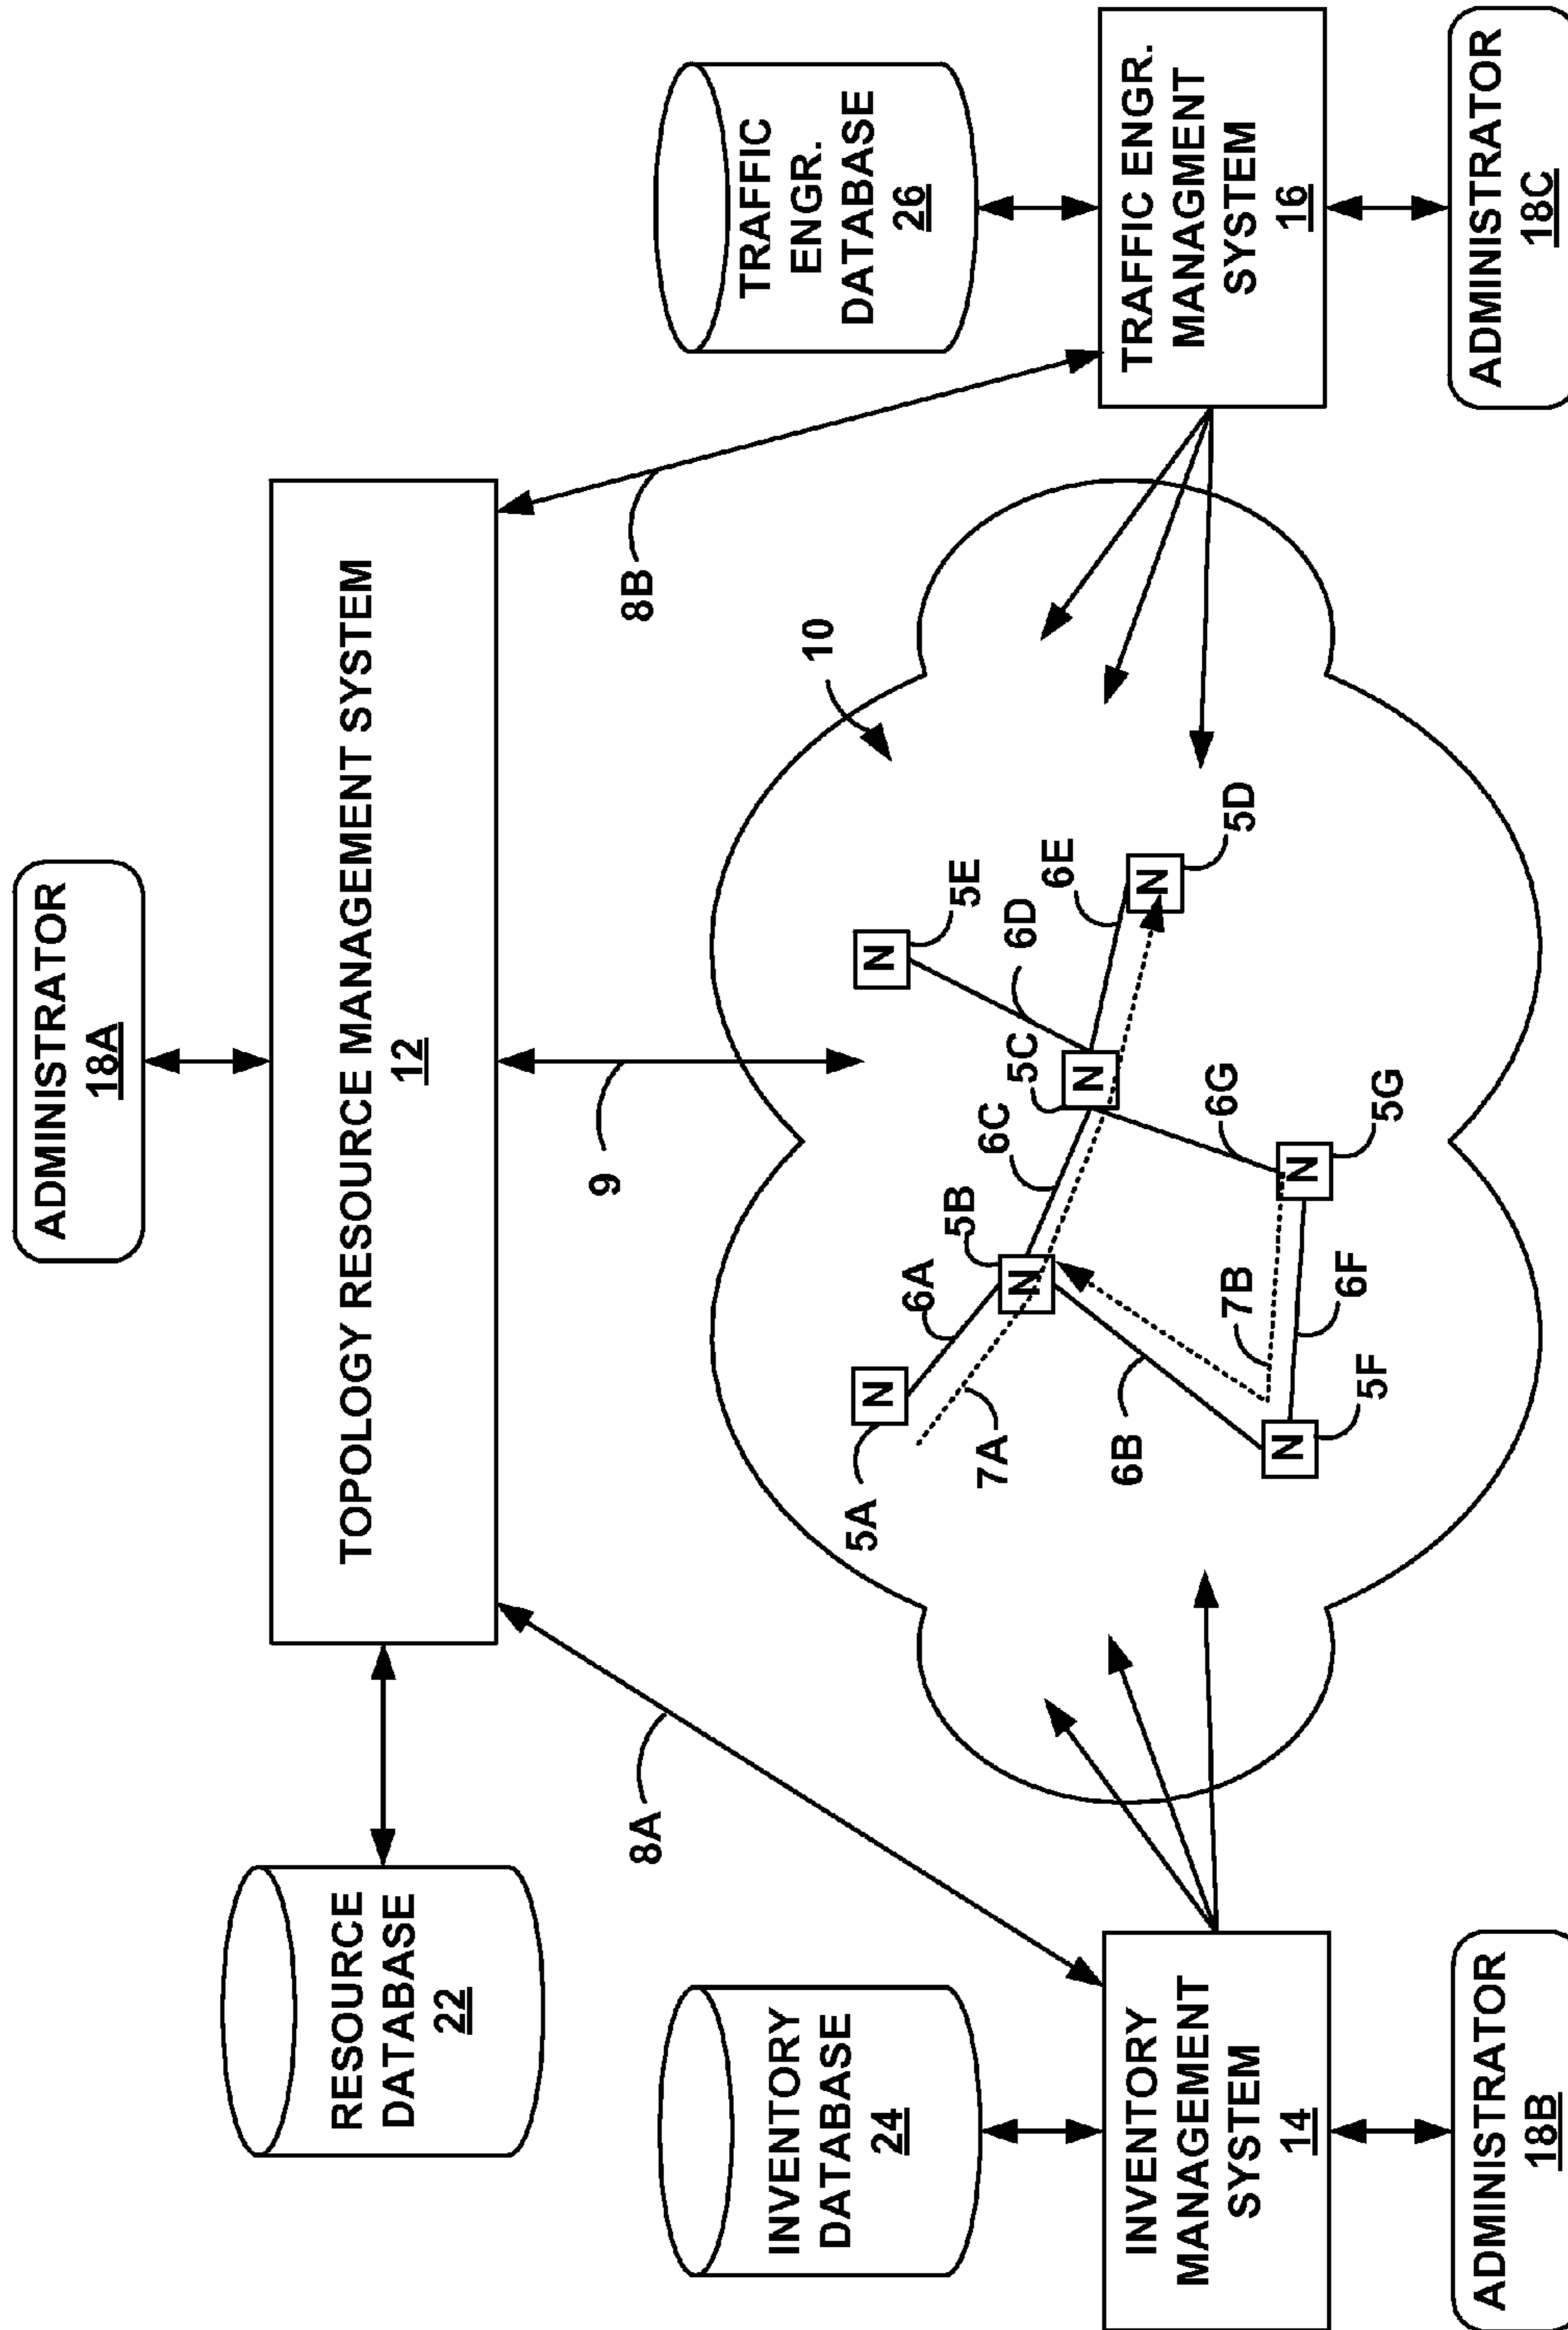 ADMINISTRATOR
18A
RESOURCE
DATABASE
22
TOPOLOGY RESOURCE MANAGEMENT SYSTEM
12
8A
9
8B
INVENTORY
DATABASE
24
TRAFFIC
ENGR.
DATABASE
26
10
5A
6A
5B
6C
5C
6D
5E
6E
5D
N
N
N
N
N
N
N
7A
6B
7B
6F
6G
5F
5G
INVENTORY
MANAGEMENT
SYSTEM
14
TRAFFIC ENGR.
MANAGMENT
SYSTEM
16
ADMINISTRATOR
18B
ADMINISTRATOR
18C